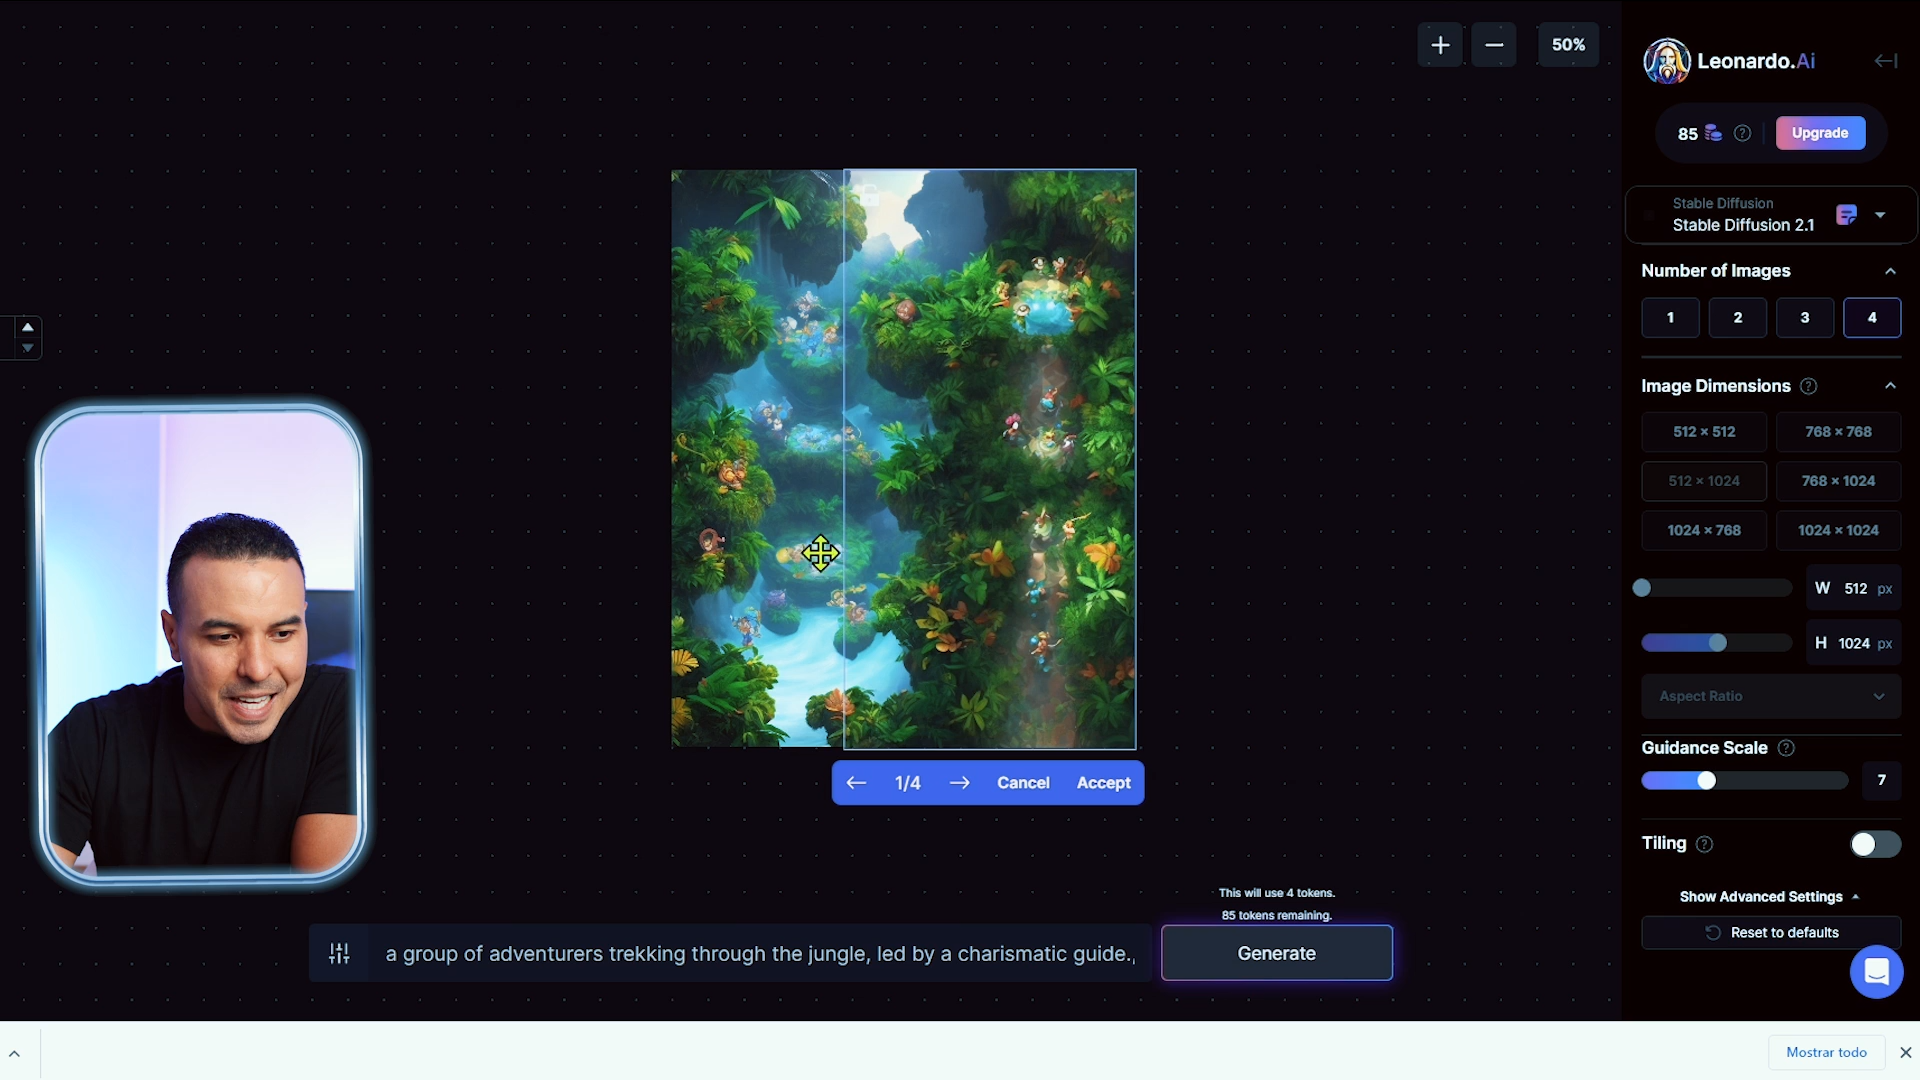 50%
Leonardo.Ai
85
Upgrade
Stable Diffusion
Stable Diffusion 2.1
Number of Images
1 2 3 4
Image Dimensions
512 × 512 768 × 768
512 × 1024 768 × 1024
1024 × 768 1024 × 1024
W 512 px
H 1024 px
Aspect Ratio
Guidance Scale
7
Tiling
Show Advanced Settings
Reset to defaults
1/4 Cancel Accept
This will use 4 tokens.
85 tokens remaining.
a group of adventurers trekking through the jungle, led by a charismatic guide.,
Generate
Mostrar todo